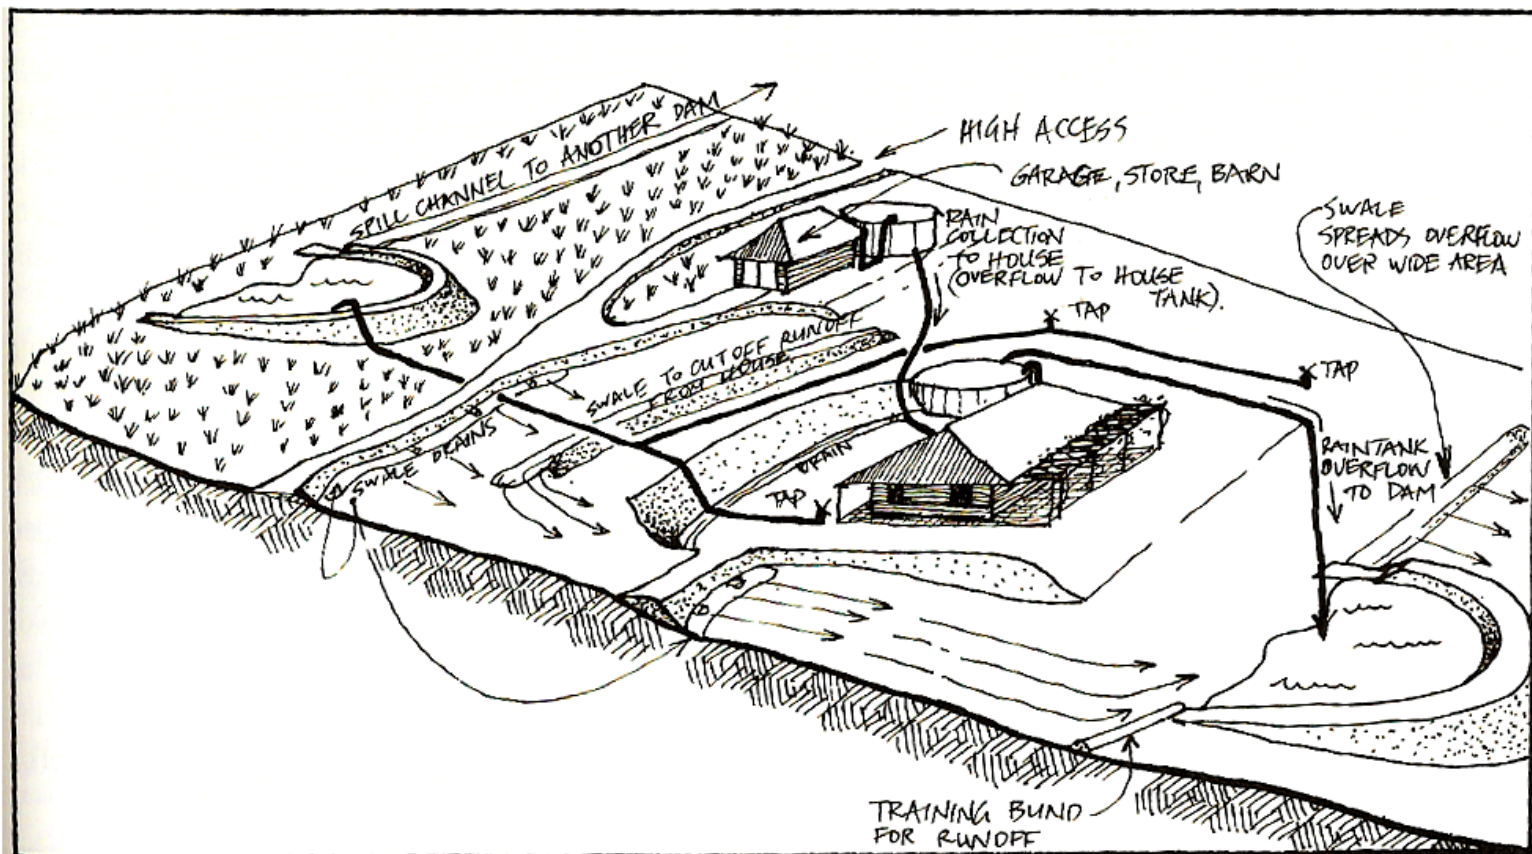 SPILL CHANNEL TO ANOTHER DAM
HIGH ACCESS
GARAGE, STORE, BARN
RAIN
COLLECTION
TO HOUSE
(OVERFLOW TO HOUSE
TANK).
SWALE
SPREADS OVERFLOW
OVER WIDE AREA
TAP
TAP
SWALE TO CUT OFF RUNOFF
FROM HOUSE
SWALE DRAINS
DRAIN
TAP
RAINTANK
OVERFLOW
TO DAM
TRAINING BUND
FOR RUNOFF